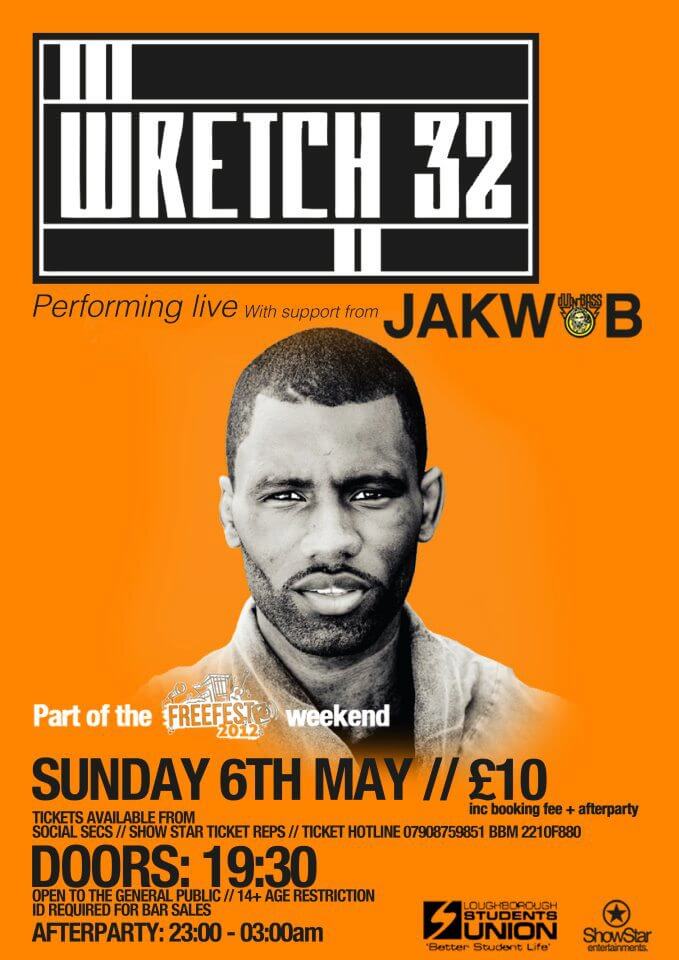 WRETCH 32
Performing live With support from JAKWOB
DUB N BASS
Part of the FREEFEST 2012 weekend
SUNDAY 6TH MAY // £10
inc booking fee + afterparty
TICKETS AVAILABLE FROM
SOCIAL SECS // SHOW STAR TICKET REPS // TICKET HOTLINE 07908759851 BBM 2210F880
DOORS: 19:30
OPEN TO THE GENERAL PUBLIC // 14+ AGE RESTRICTION
ID REQUIRED FOR BAR SALES
AFTERPARTY: 23:00 - 03:00am
LOUGHBOROUGH
STUDENTS
UNION
'Better Student Life'
ShowStar
entertainments.